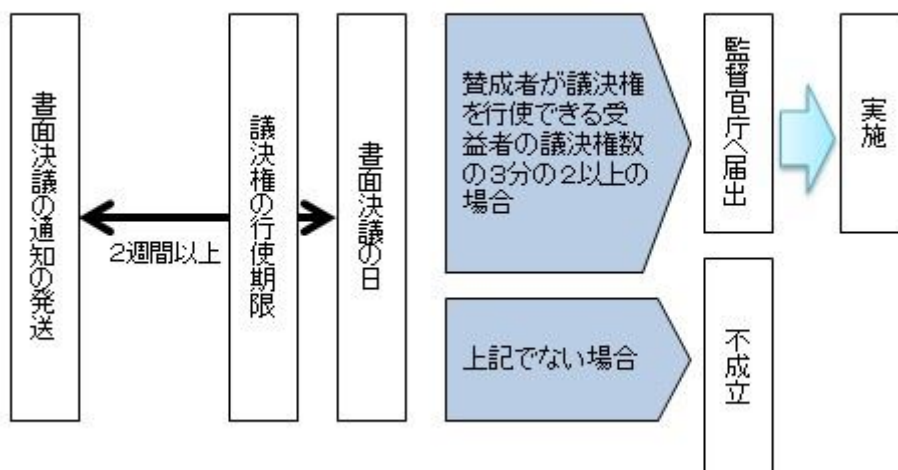 書面決議の通知の発送
2週間以上
議決権の行使期限
書面決議の日
賛成者が議決権
を行使できる受
益者の議決権数
の3分の2以上の
場合
監督官庁へ届出
実施
上記でない場合
不成立